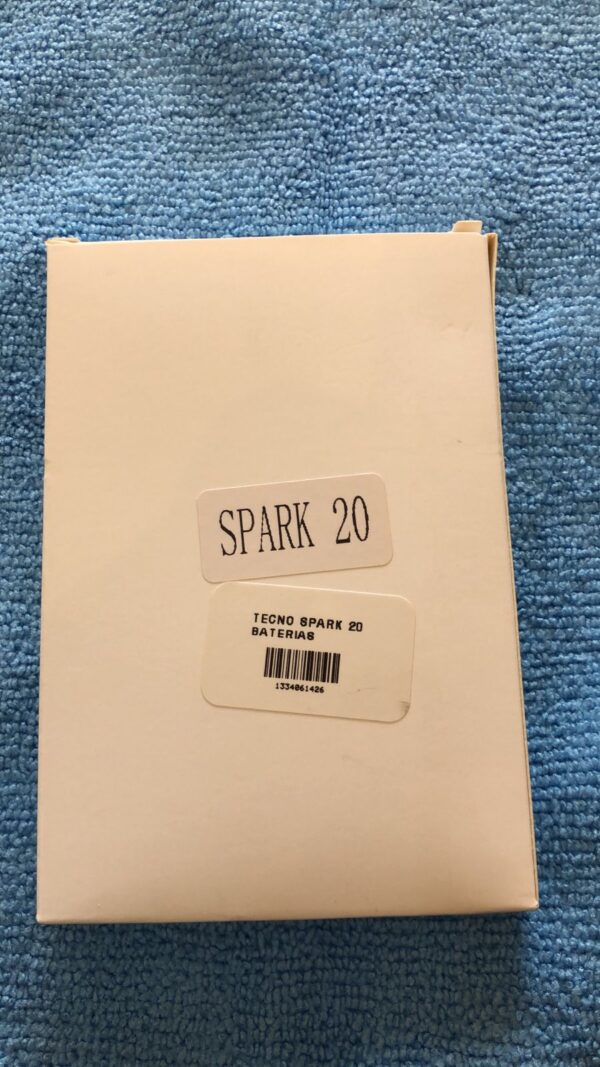 SPARK 20
TECNO SPARK 20
BATERIAS
1334061426